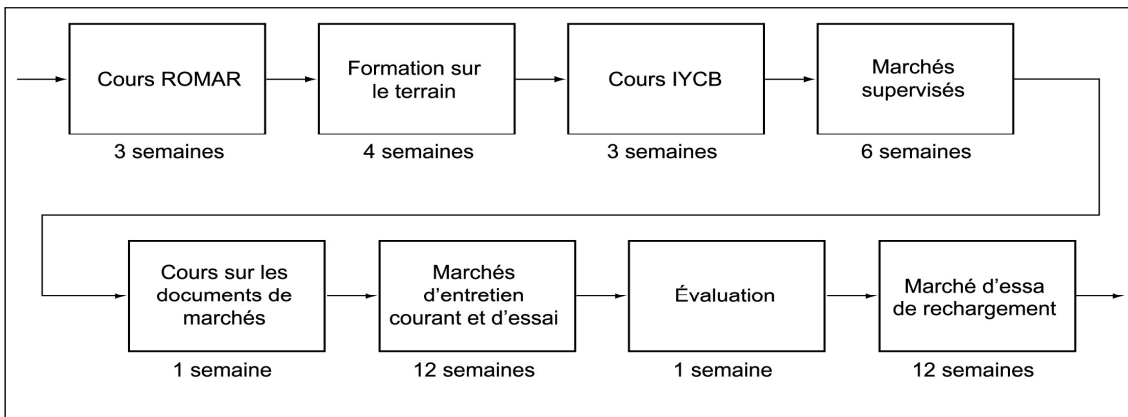 Cours ROMAR
3 semaines
Formation sur
le terrain
4 semaines
Cours IYCB
3 semaines
Marchés
supervisés
6 semaines
Cours sur les
documents de
marchés
1 semaine
Marchés
d’entretien
courant et d’essai
12 semaines
Évaluation
1 semaine
Marché d’essa
de rechargement
12 semaines